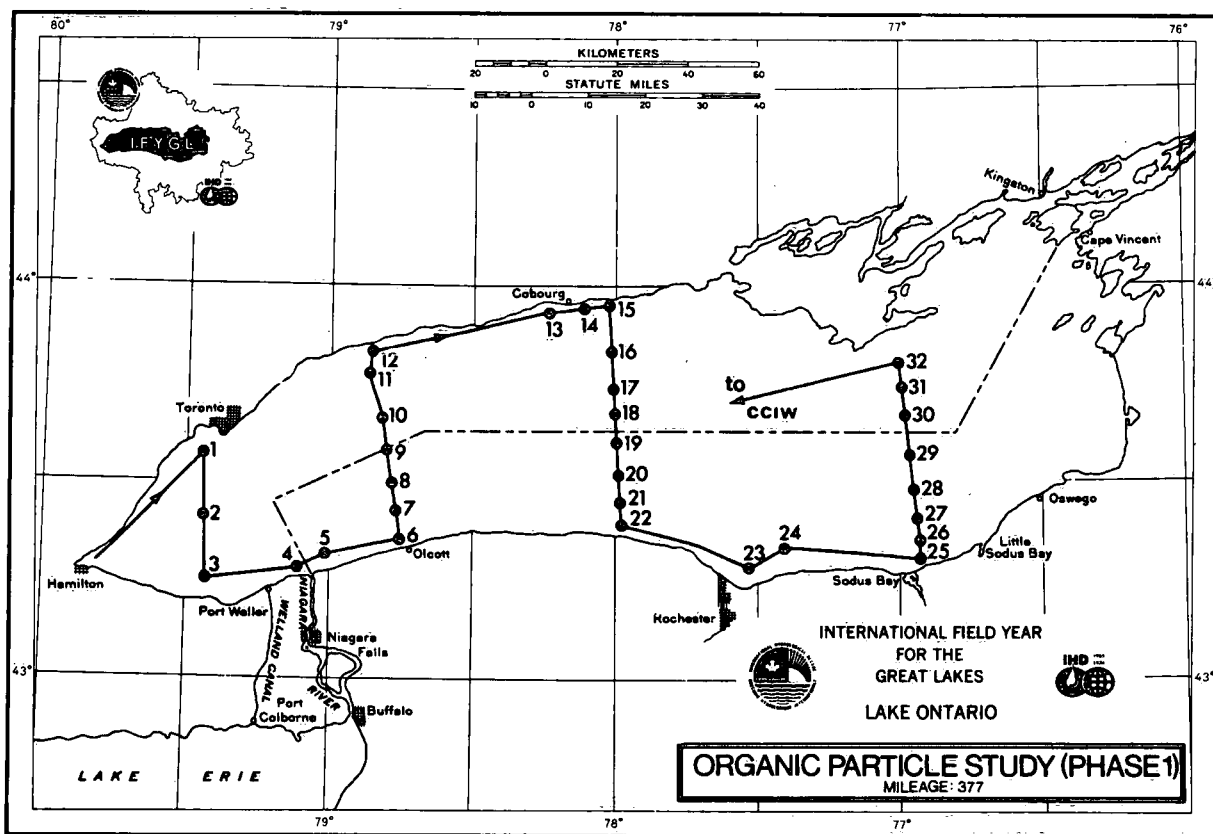 80°
79°
78°
77°
76°
KILOMETERS
20 0 20 40 60
STATUTE MILES
10 0 10 20 30 40
IFYGL
IHD
Kingston
Cape Vincent
44°
44°
Cobourg
13
14
15
12
11
16
32
31
30
to
CCIW
17
18
10
Toronto
1
9
19
29
2
8
20
28
7
21
27
Oswego
22
6
Olcott
5
4
3
24
23
26
25
Little
Sodus Bay
Sodus Bay
Hamilton
Port Weller
WELLAND CANAL
NIAGARA
RIVER
Niagara
Falls
Rochester
Port
Colborne
Buffalo
43°
43°
INTERNATIONAL FIELD YEAR
FOR THE
GREAT LAKES
LAKE ONTARIO
IHD
LAKE ERIE
ORGANIC PARTICLE STUDY (PHASE 1)
MILEAGE: 377
79°
78°
77°